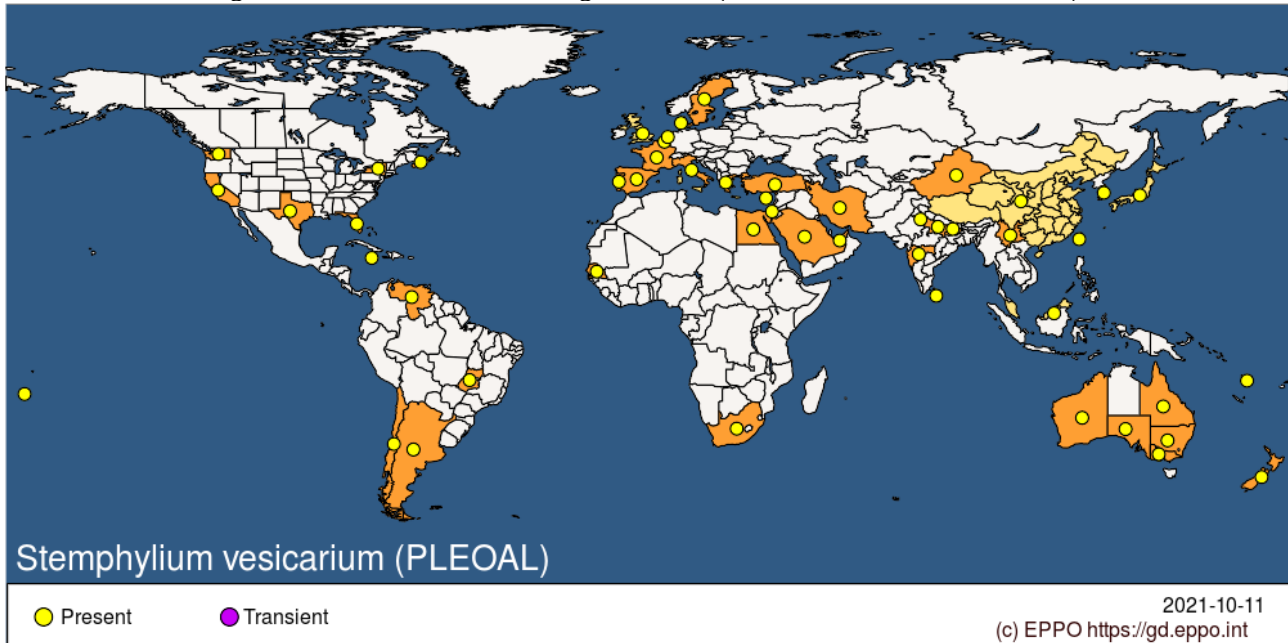 Stemphylium vesicarium (PLEOAL)
Present
Transient
2021-10-11
(c) EPPO https://gd.eppo.int